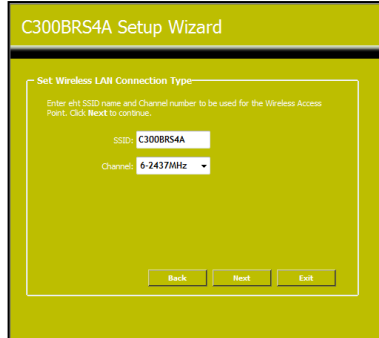 C300BRS4A Setup Wizard
Set Wireless LAN Connection Type
Enter eht SSID name and Channel number to be used for the Wireless Access
Point. Click Next to continue.
SSID: C300BRS4A
Channel: 6-2437MHz
Back Next Exit